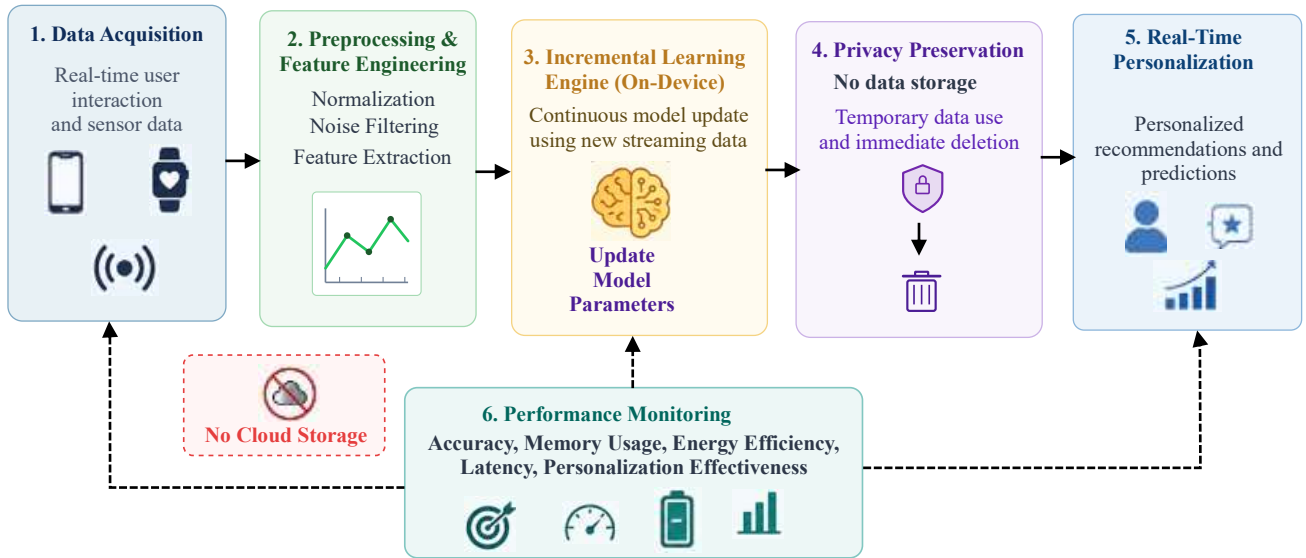 1. Data Acquisition
Real-time user
interaction
and sensor data
2. Preprocessing &
Feature Engineering
Normalization
Noise Filtering
Feature Extraction
3. Incremental Learning
Engine (On-Device)
Continuous model update
using new streaming data
Update
Model
Parameters
4. Privacy Preservation
No data storage
Temporary data use
and immediate deletion
5. Real-Time
Personalization
Personalized
recommendations and
predictions
No Cloud Storage
6. Performance Monitoring
Accuracy, Memory Usage, Energy Efficiency,
Latency, Personalization Effectiveness